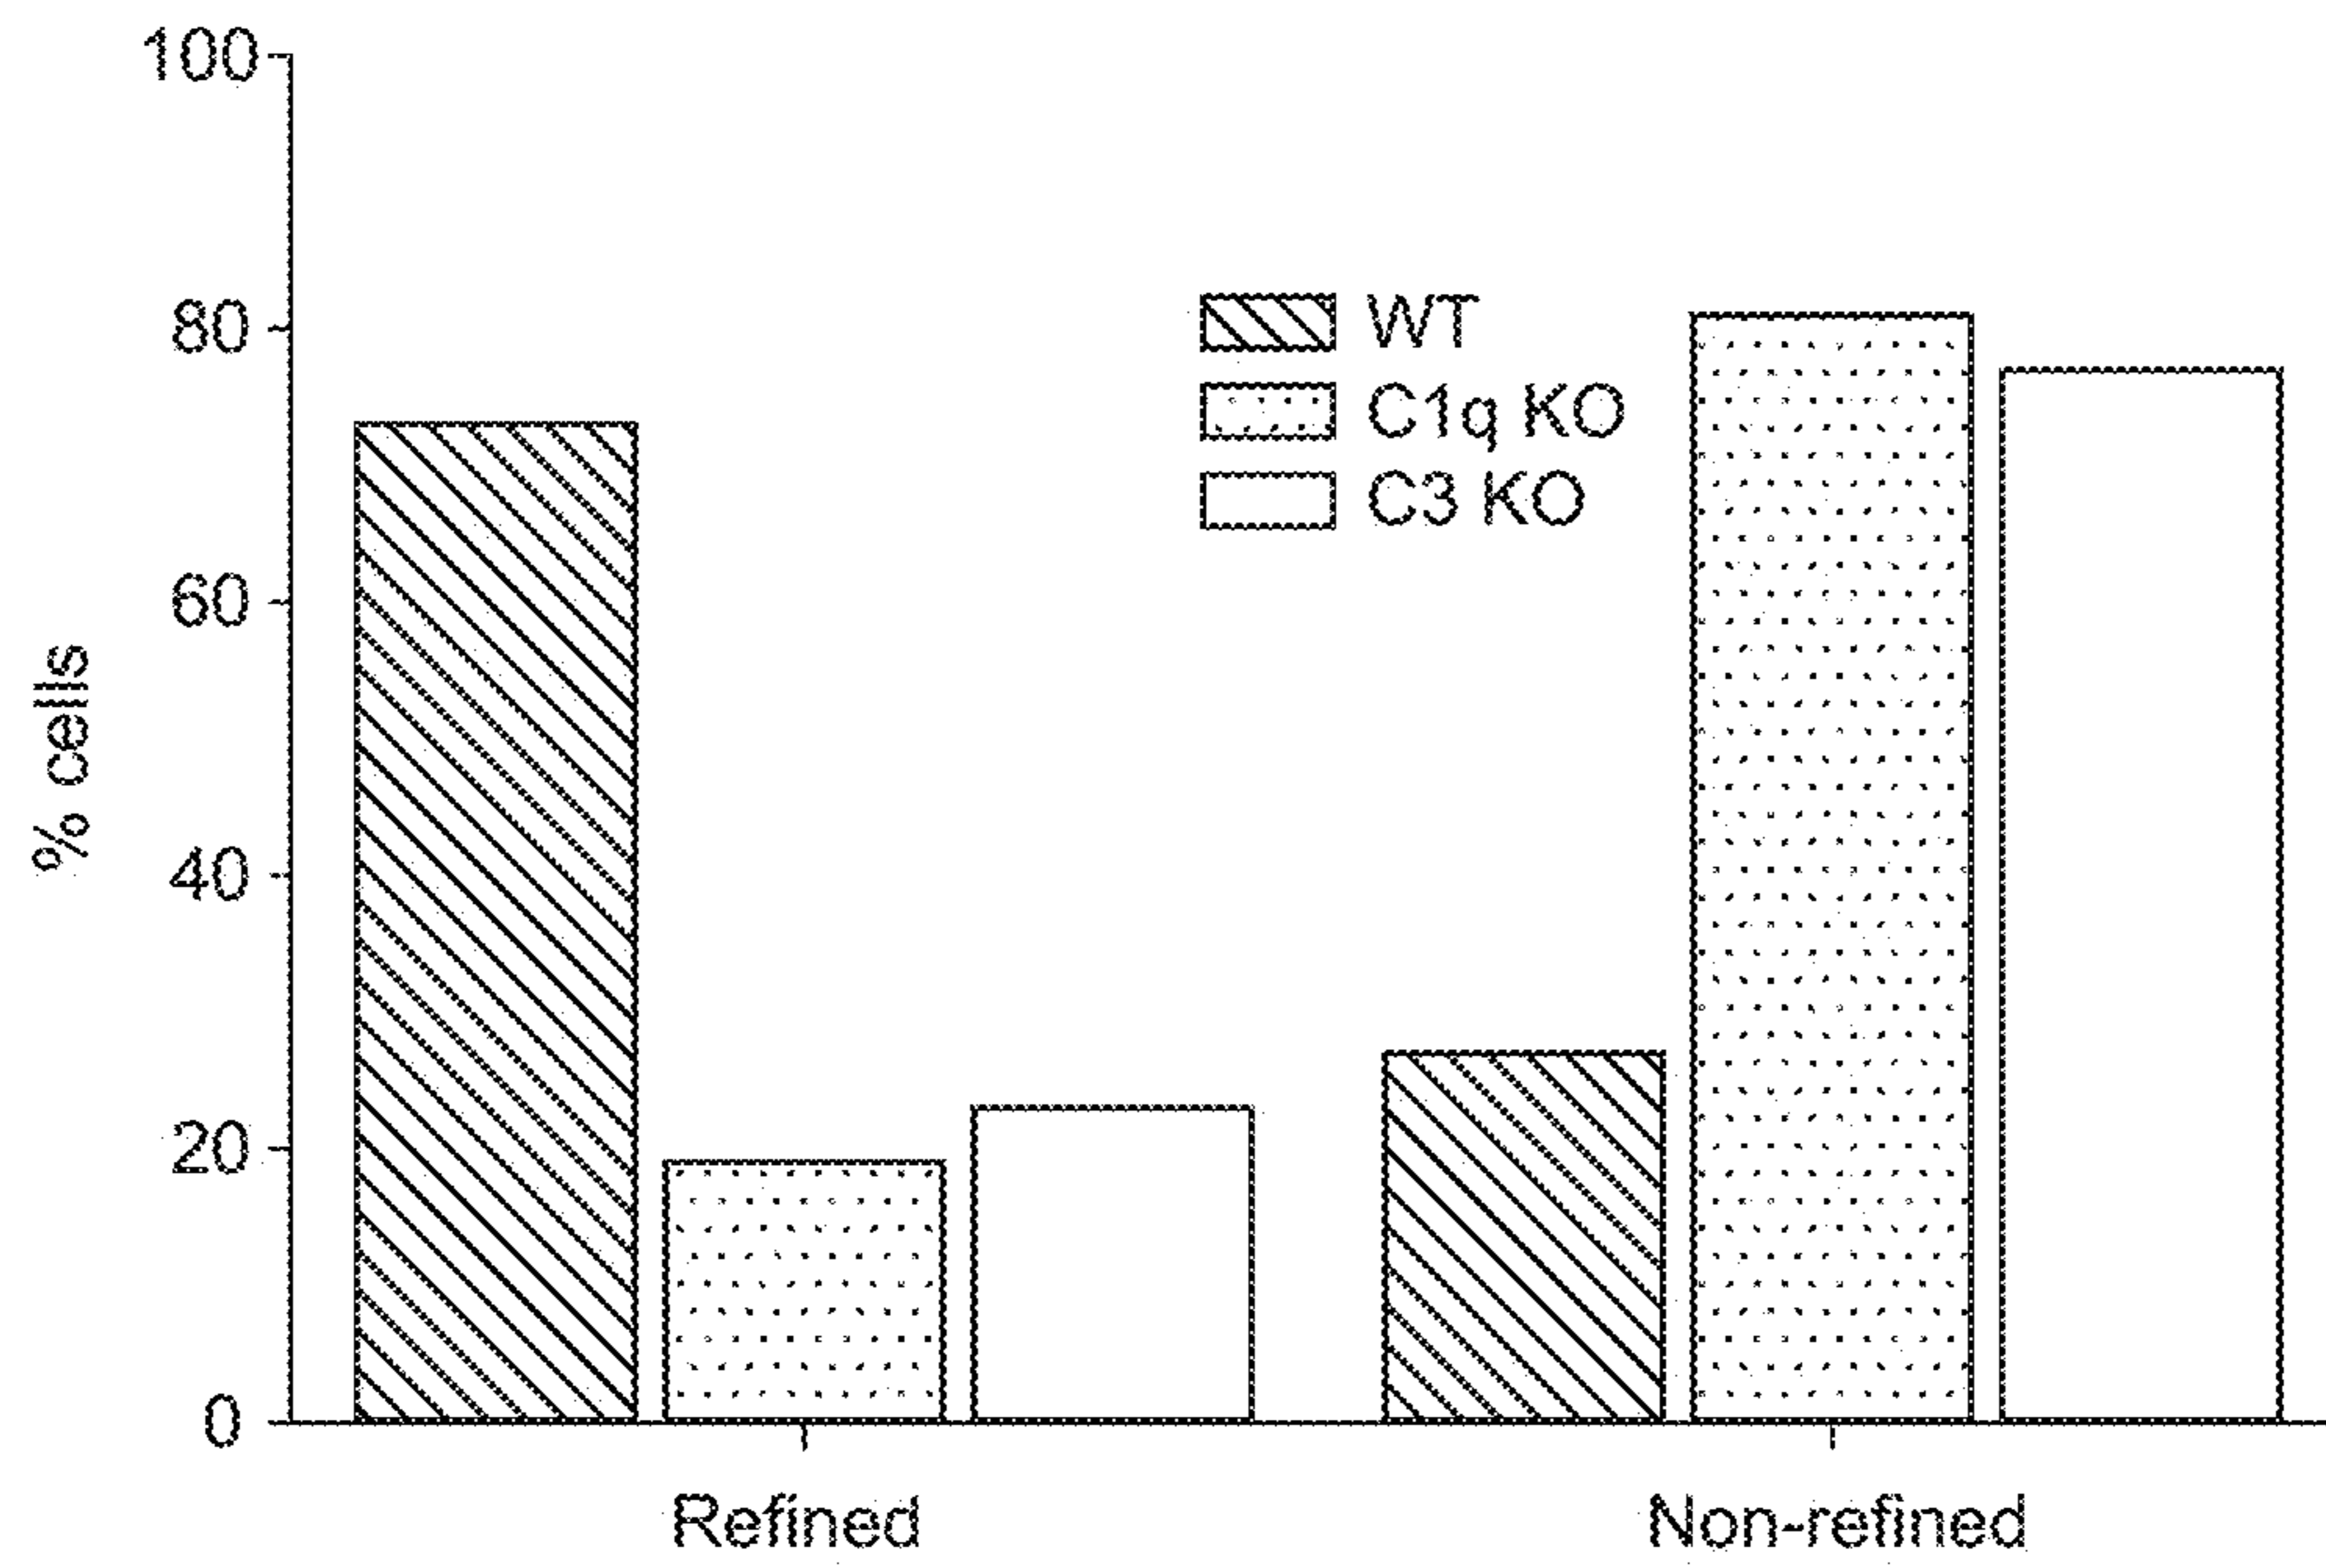 100
80
60
40
20
0
% cells
WT
C1q KO
C3 KO
Refined
Non-refined